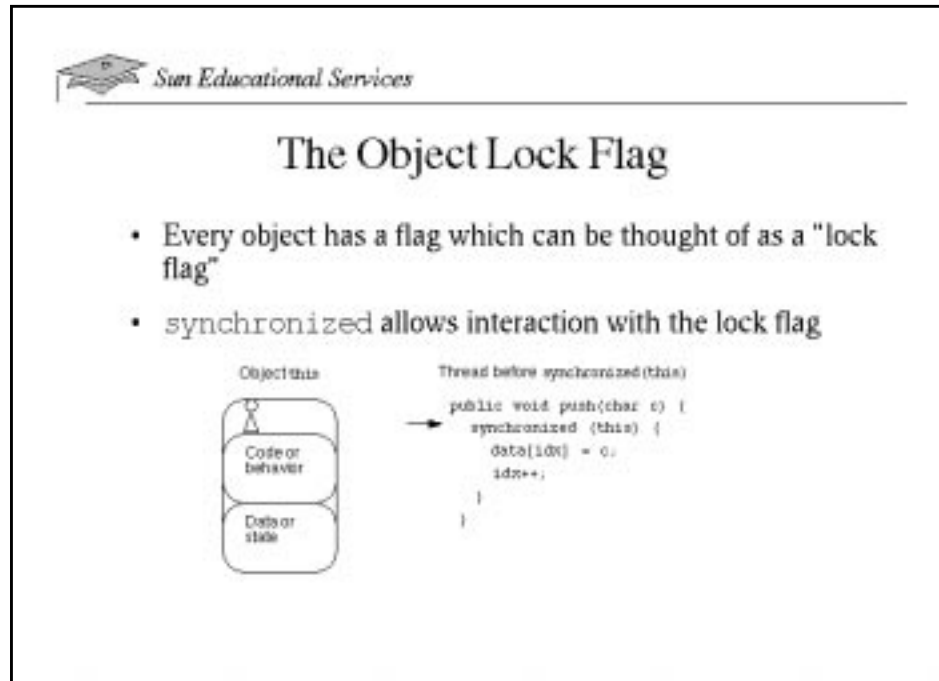 Sun Educational Services
The Object Lock Flag
• Every object has a flag which can be thought of as a "lock
flag"
• synchronized allows interaction with the lock flag
Object this
Code or
behavior
Data or
state
Thread before synchronized(this)
public void push(char c) {
synchronized (this) {
data[idx] = c;
idx++;
}
}